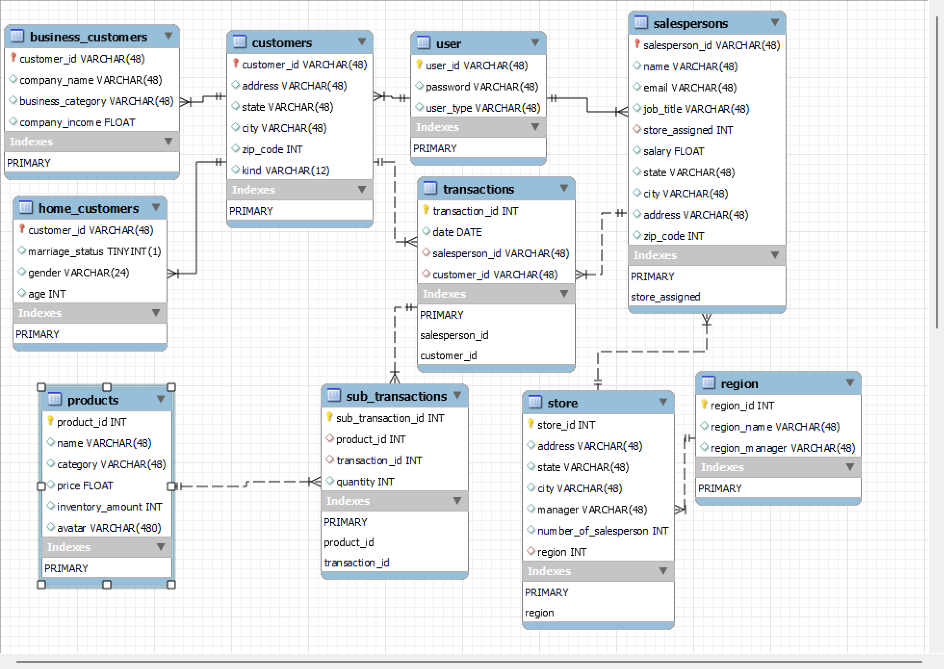 business_customers
customer_id VARCHAR(48)
company_name VARCHAR(48)
business_category VARCHAR(48)
company_income FLOAT
Indexes
PRIMARY
customers
customer_id VARCHAR(48)
address VARCHAR(48)
state VARCHAR(48)
city VARCHAR(48)
zip_code INT
kind VARCHAR(12)
Indexes
PRIMARY
user
user_id VARCHAR(48)
password VARCHAR(48)
user_type VARCHAR(48)
Indexes
PRIMARY
salespersons
salesperson_id VARCHAR(48)
name VARCHAR(48)
email VARCHAR(48)
job_title VARCHAR(48)
store_assigned INT
salary FLOAT
state VARCHAR(48)
city VARCHAR(48)
address VARCHAR(48)
zip_code INT
Indexes
PRIMARY
store_assigned
home_customers
customer_id VARCHAR(48)
marriage_status TINYINT(1)
gender VARCHAR(24)
age INT
Indexes
PRIMARY
transactions
transaction_id INT
date DATE
salesperson_id VARCHAR(48)
customer_id VARCHAR(48)
Indexes
PRIMARY
salesperson_id
customer_id
products
product_id INT
name VARCHAR(48)
category VARCHAR(48)
price FLOAT
inventory_amount INT
avatar VARCHAR(480)
Indexes
PRIMARY
sub_transactions
sub_transaction_id INT
product_id INT
transaction_id INT
quantity INT
Indexes
PRIMARY
product_id
transaction_id
store
store_id INT
address VARCHAR(48)
state VARCHAR(48)
city VARCHAR(48)
manager VARCHAR(48)
number_of_salesperson INT
region INT
Indexes
PRIMARY
region
region
region_id INT
region_name VARCHAR(48)
region_manager VARCHAR(48)
Indexes
PRIMARY